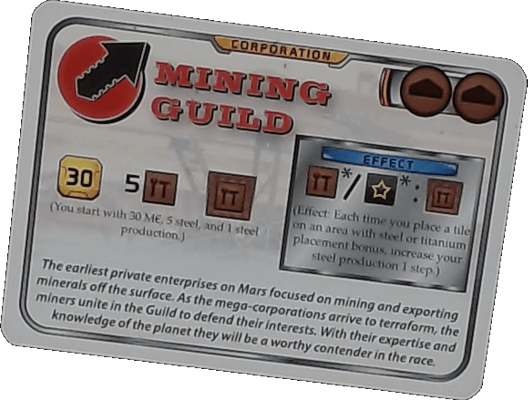 CORPORATION
MINING
GUILD
EFFECT
30
5
* / * :
(You start with 30 M€, 5 steel, and 1 steel
production.)
(Effect: Each time you place a tile
on an area with steel or titanium
placement bonus, increase your
steel production 1 step.)
The earliest private enterprises on Mars focused on mining and exporting
minerals off the surface. As the mega-corporations arrive to terraform, the
miners unite in the Guild to defend their interests. With their expertise and
knowledge of the planet they will be a worthy contender in the race.